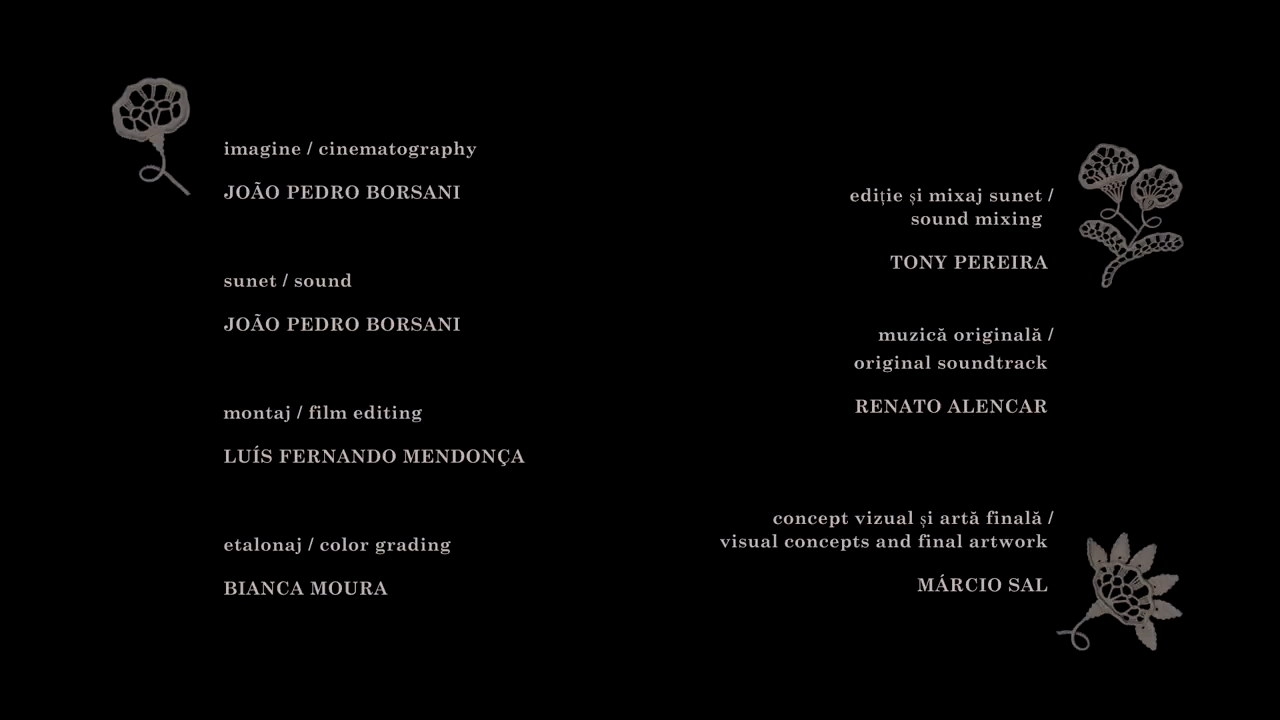 imagine / cinematography
JOÃO PEDRO BORSANI
sunet / sound
JOÃO PEDRO BORSANI
montaj / film editing
LUÍS FERNANDO MENDONÇA
etalonaj / color grading
BIANCA MOURA
ediție și mixaj sunet /
sound mixing
TONY PEREIRA
muzică originală /
original soundtrack
RENATO ALENCAR
concept vizual și artă finală /
visual concepts and final artwork
MÁRCIO SAL